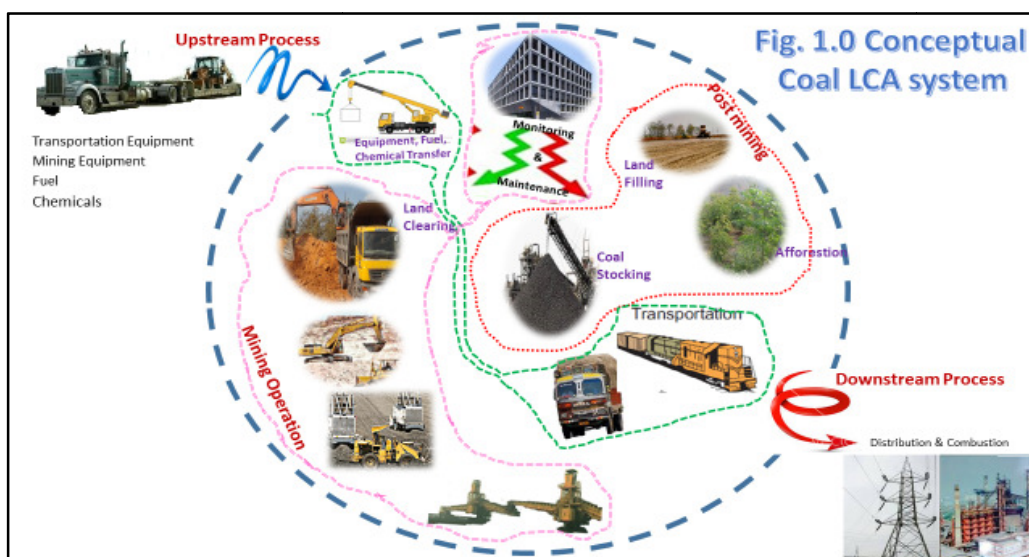 Upstream Process
Fig. 1.0 Conceptual
Coal LCA system
Transportation Equipment
Mining Equipment
Fuel
Chemicals
Equipment, Fuel,
Chemical Transfer
Monitoring
&
Maintenance
Post mining
Land
Filling
Afforestion
Land
Clearing
Coal
Stocking
Mining Operation
Transportation
Downstream Process
Distribution & Combustion